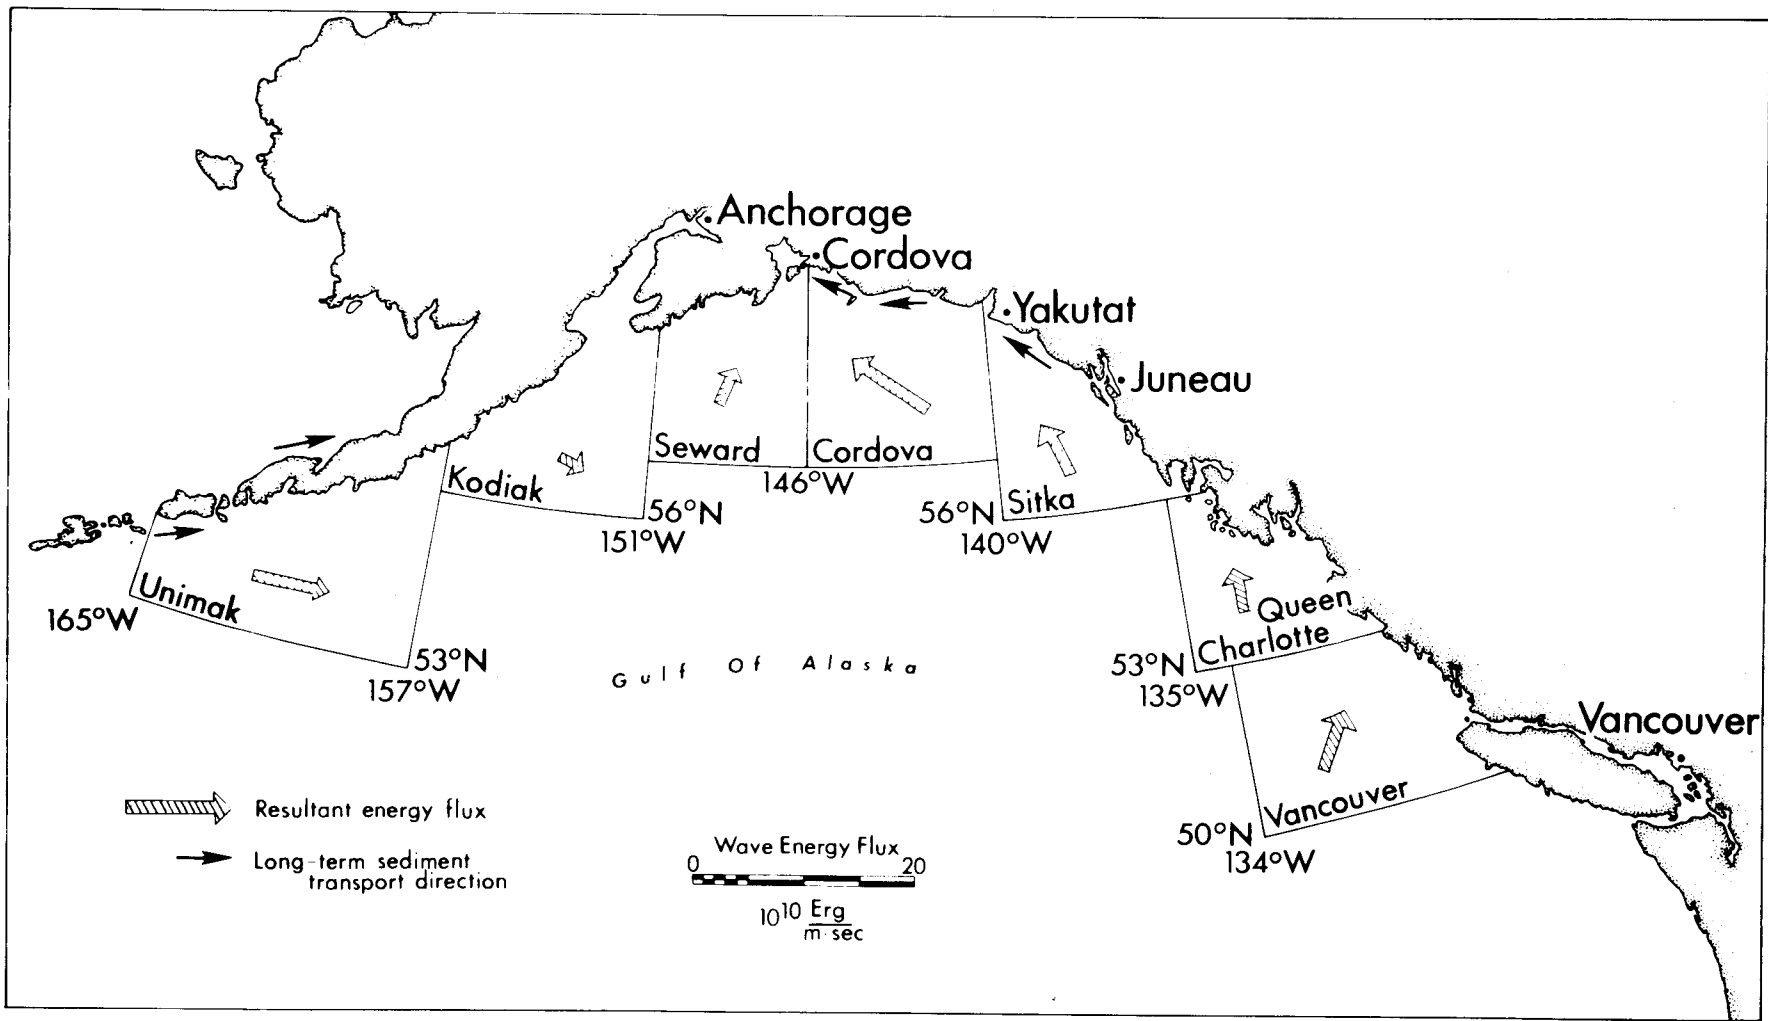 Anchorage
Cordova
Yakutat
Juneau
Seward
Cordova
146°W
Kodiak
56°N
151°W
56°N
140°W
Sitka
Unimak
165°W
53°N
157°W
Gulf Of Alaska
Queen
Charlotte
53°N
135°W
Vancouver
Vancouver
50°N
134°W
Resultant energy flux
Long-term sediment
transport direction
Wave Energy Flux
0 20
10^10 Erg
m·sec